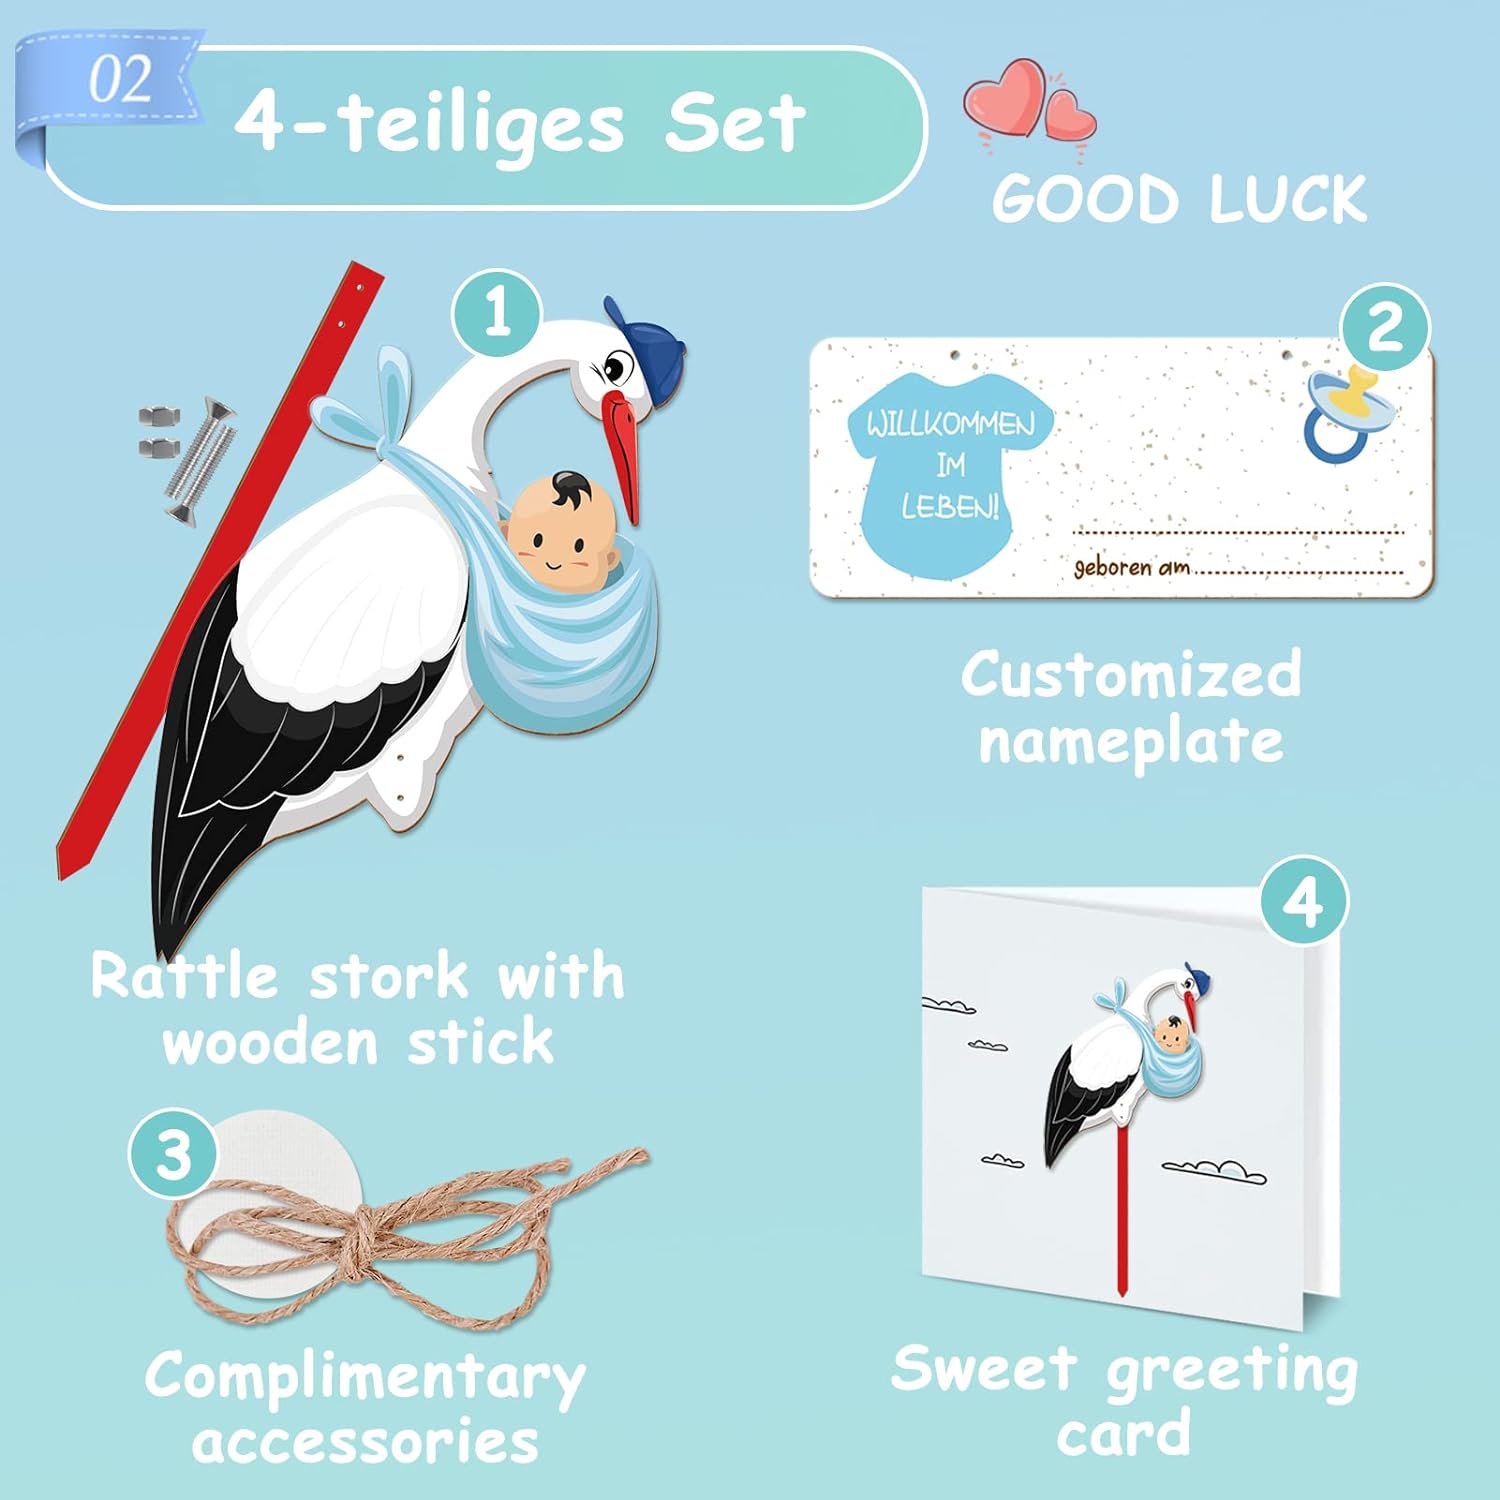 02
4-teiliges Set
GOOD LUCK
1
2
WILLKOMMEN
IM
LEBEN!
geboren am
Customized
nameplate
Rattle stork with
wooden stick
3
Complimentary
accessories
4
Sweet greeting
card